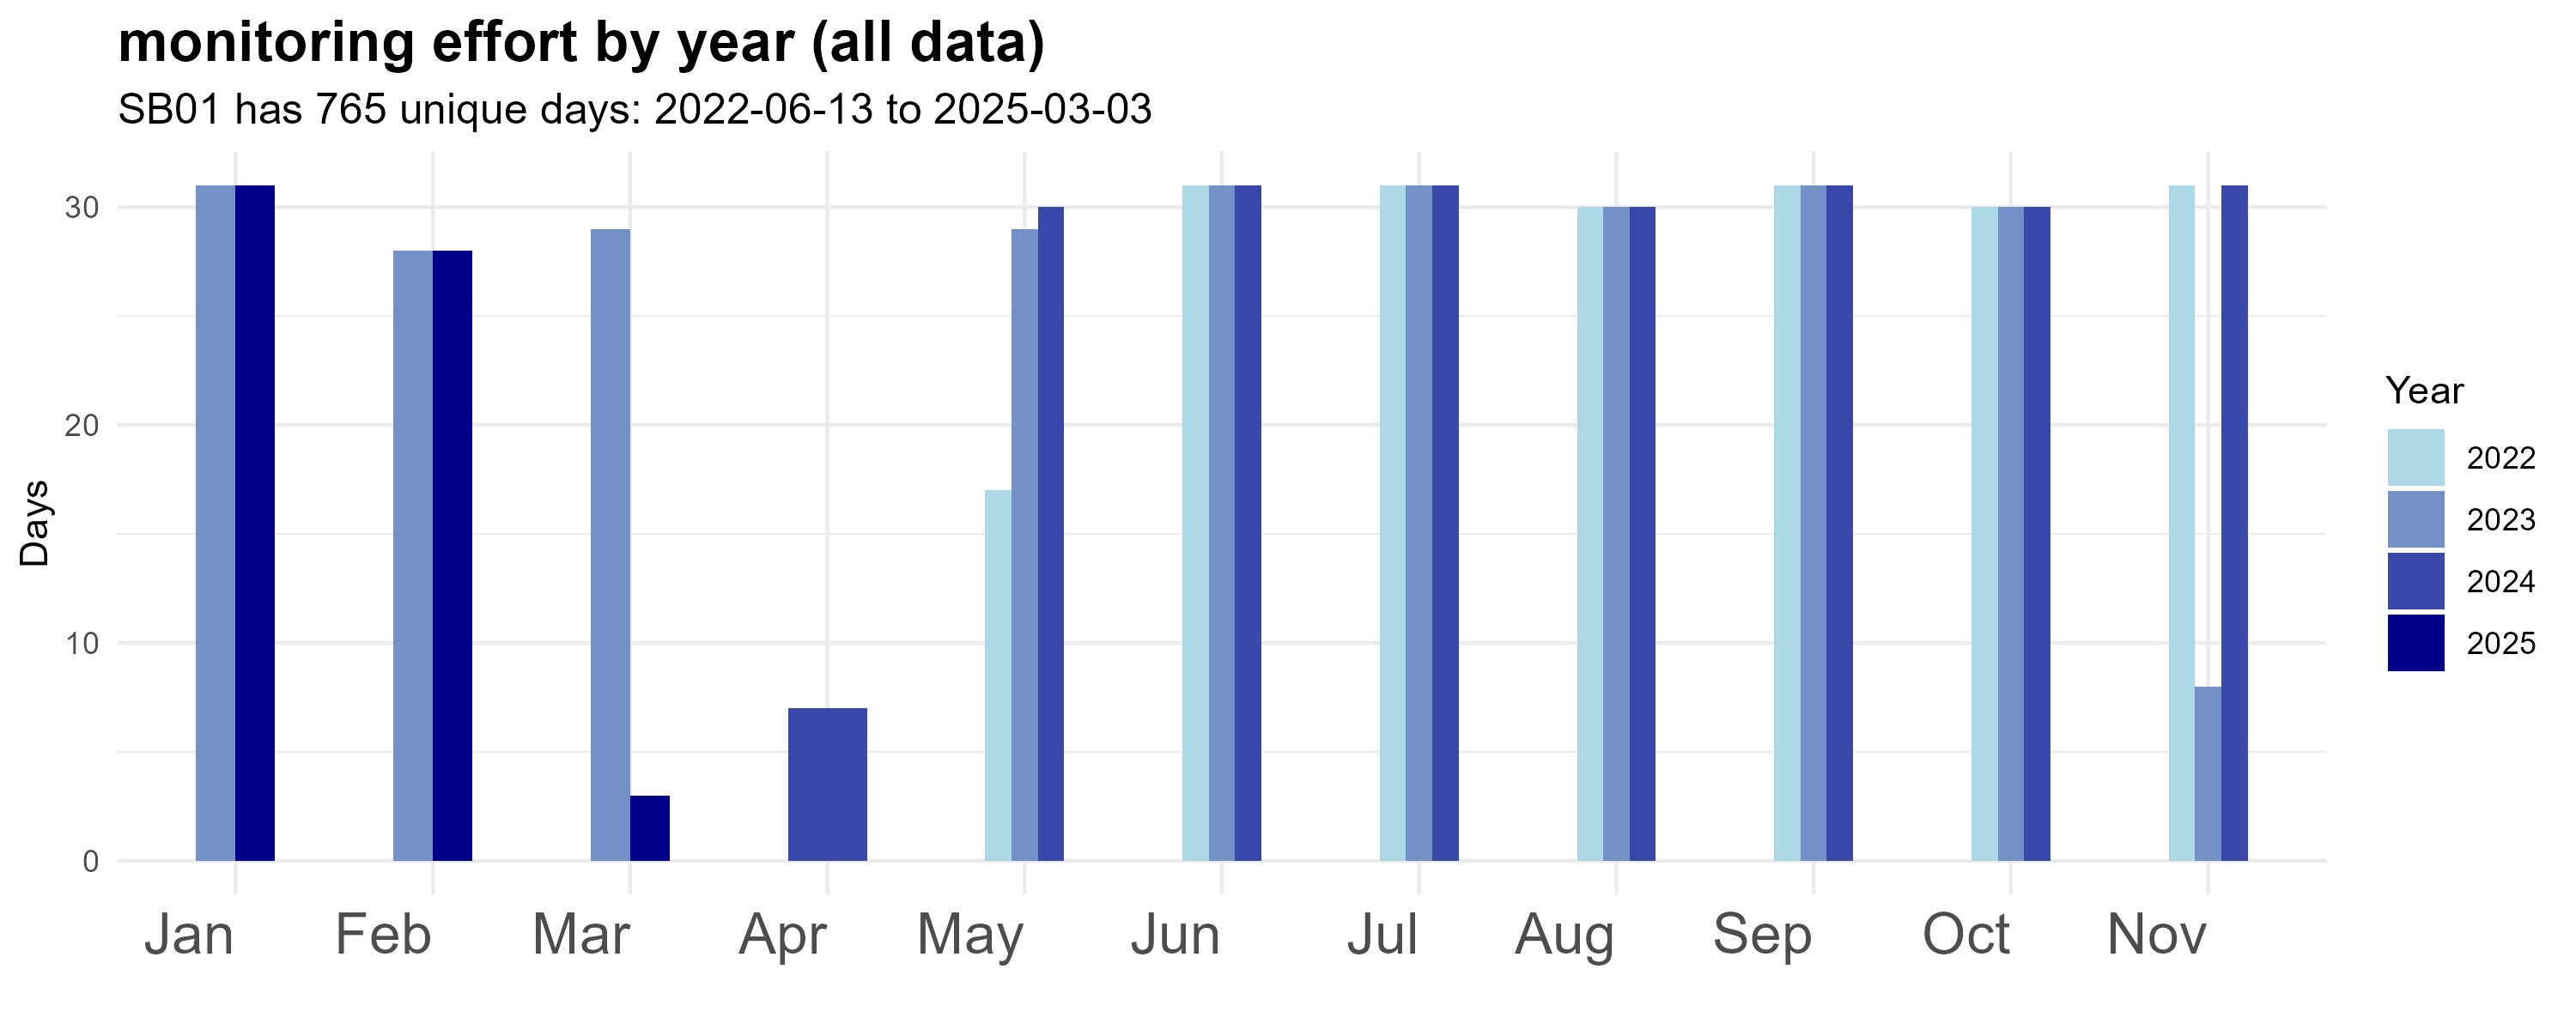 monitoring effort by year (all data)
SB01 has 765 unique days: 2022-06-13 to 2025-03-03
Days
30
20
10
0
Jan Feb Mar Apr May Jun Jul Aug Sep Oct Nov
Year
2022
2023
2024
2025